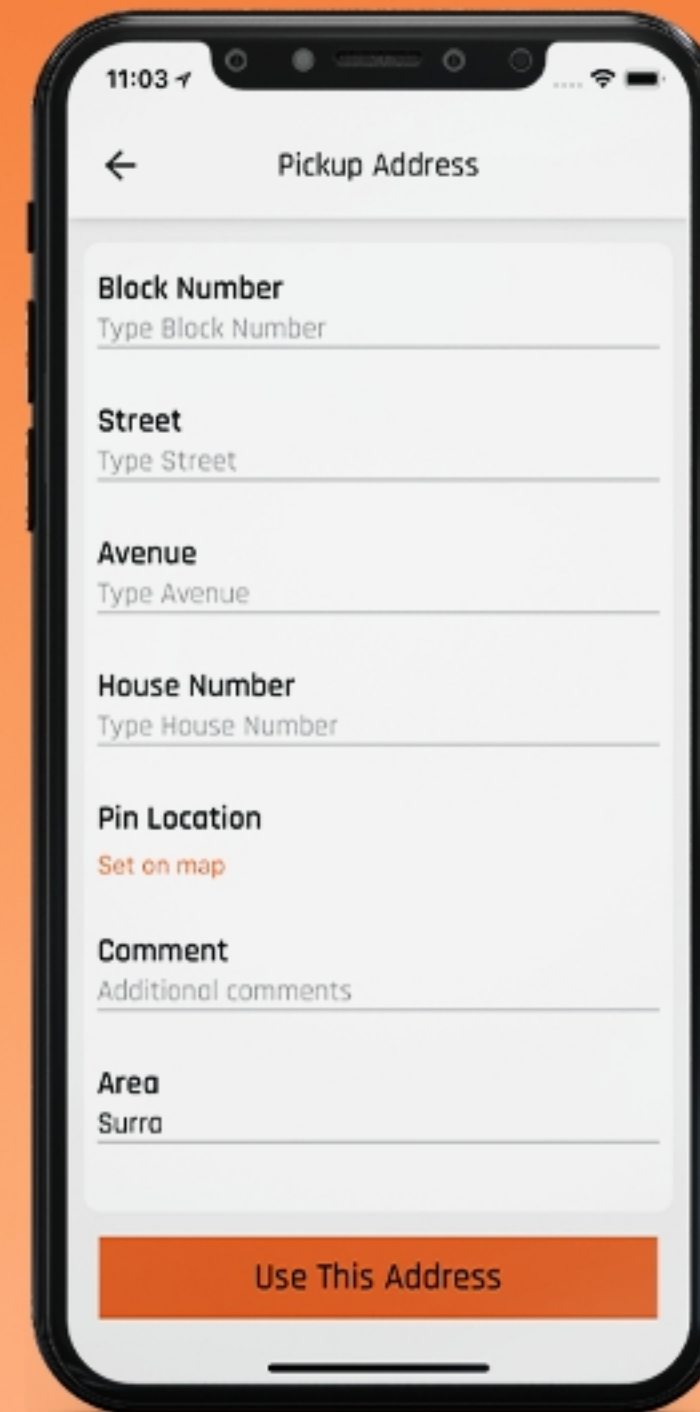 11:03
Pickup Address
Block Number
Type Block Number
Street
Type Street
Avenue
Type Avenue
House Number
Type House Number
Pin Location
Set on map
Comment
Additional comments
Area
Surra
Use This Address